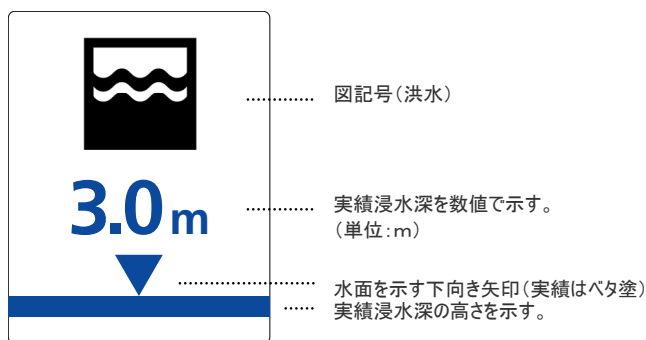 図記号(洪水)
3.0m
実績浸水深を数値で示す。
(単位:m)
水面を示す下向き矢印(実績はベタ塗)
実績浸水深の高さを示す。